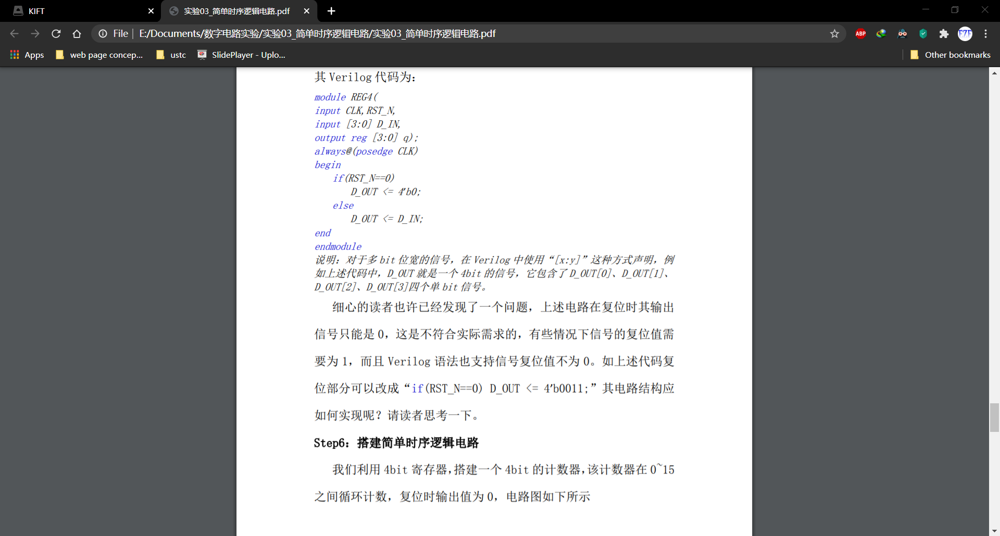 KIFT
实验03_简单时序逻辑电路.pdf
File E:/Documents/数字电路实验/实验03_简单时序逻辑电路/实验03_简单时序逻辑电路.pdf
ABP
FZF
Apps web page concep... ustc SlidePlayer - Uplo... Other bookmarks
其 Verilog 代码为：
module REG4(
input CLK,RST_N,
input [3:0] D_IN,
output reg [3:0] q);
always@(posedge CLK)
begin
if(RST_N==0)
D_OUT <= 4'b0;
else
D_OUT <= D_IN;
end
endmodule
说明：对于多 bit 位宽的信号，在 Verilog 中使用“[x:y]”这种方式声明，例
如上述代码中，D_OUT 就是一个 4bit 的信号，它包含了 D_OUT[0]、D_OUT[1]、
D_OUT[2]、D_OUT[3]四个单 bit 信号。
细心的读者也许已经发现了一个问题，上述电路在复位时其输出
信号只能是 0，这是不符合实际需求的，有些情况下信号的复位值需
要为 1，而且 Verilog 语法也支持信号复位值不为 0。如上述代码复
位部分可以改成“if(RST_N==0) D_OUT <= 4'b0011;”其电路结构应
如何实现呢？请读者思考一下。
Step6：搭建简单时序逻辑电路
我们利用 4bit 寄存器，搭建一个 4bit 的计数器，该计数器在 0~15
之间循环计数，复位时输出值为 0，电路图如下所示